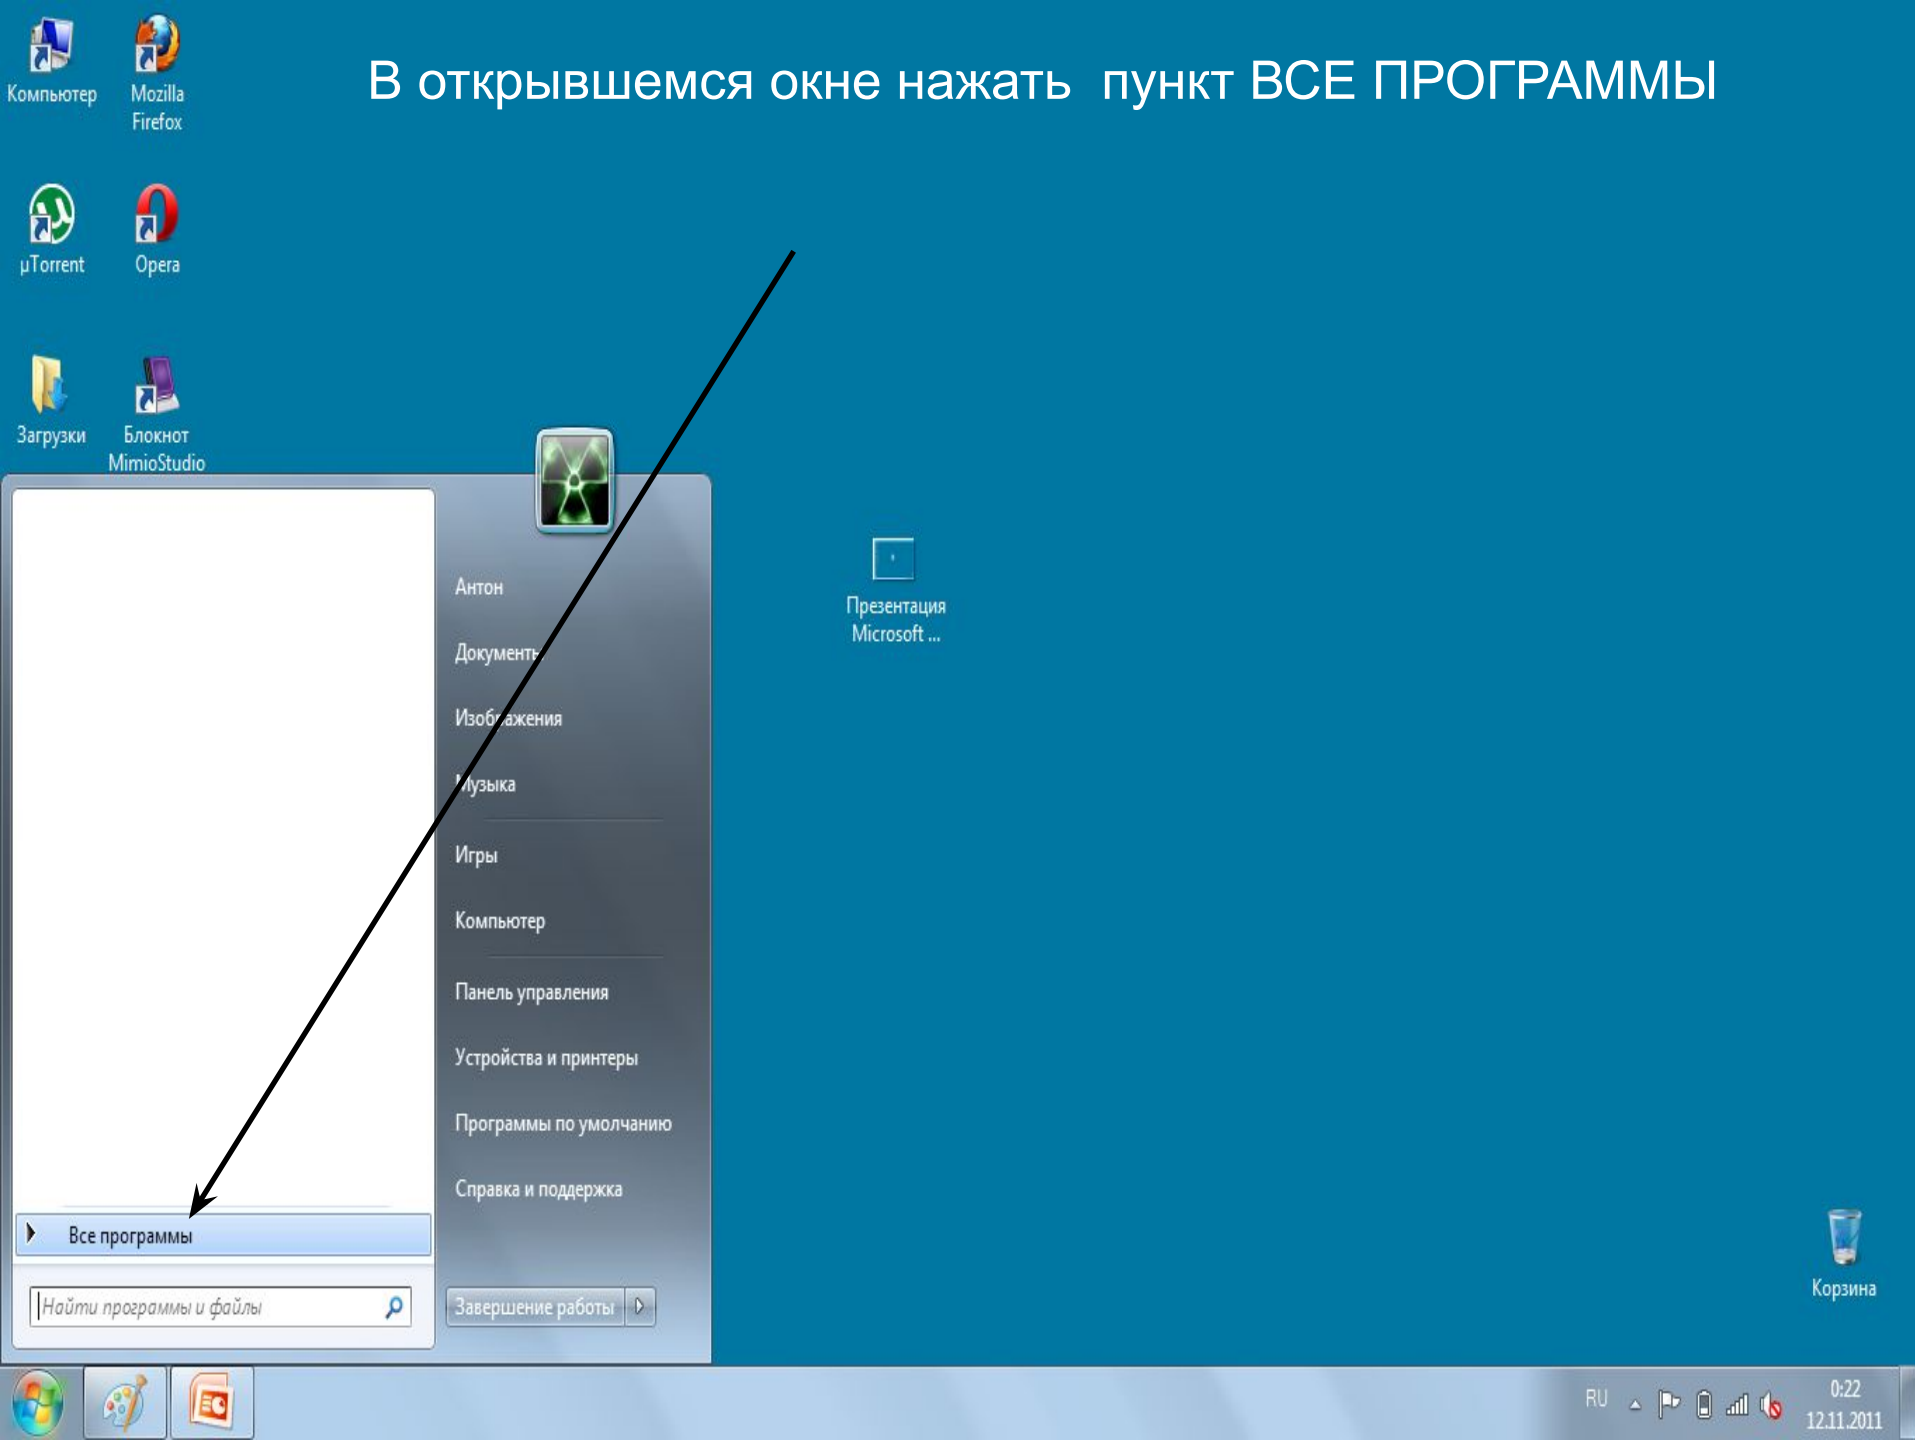 В открывшемся окне нажать пункт ВСЕ ПРОГРАММЫ
Компьютер
Mozilla
Firefox
µTorrent
Opera
Загрузки
Блокнот
MimioStudio
Антон
Документы
Изображения
Музыка
Игры
Компьютер
Панель управления
Устройства и принтеры
Программы по умолчанию
Справка и поддержка
Все программы
Найти программы и файлы
Завершение работы
Презентация
Microsoft ...
Корзина
RU
0:22
12.11.2011